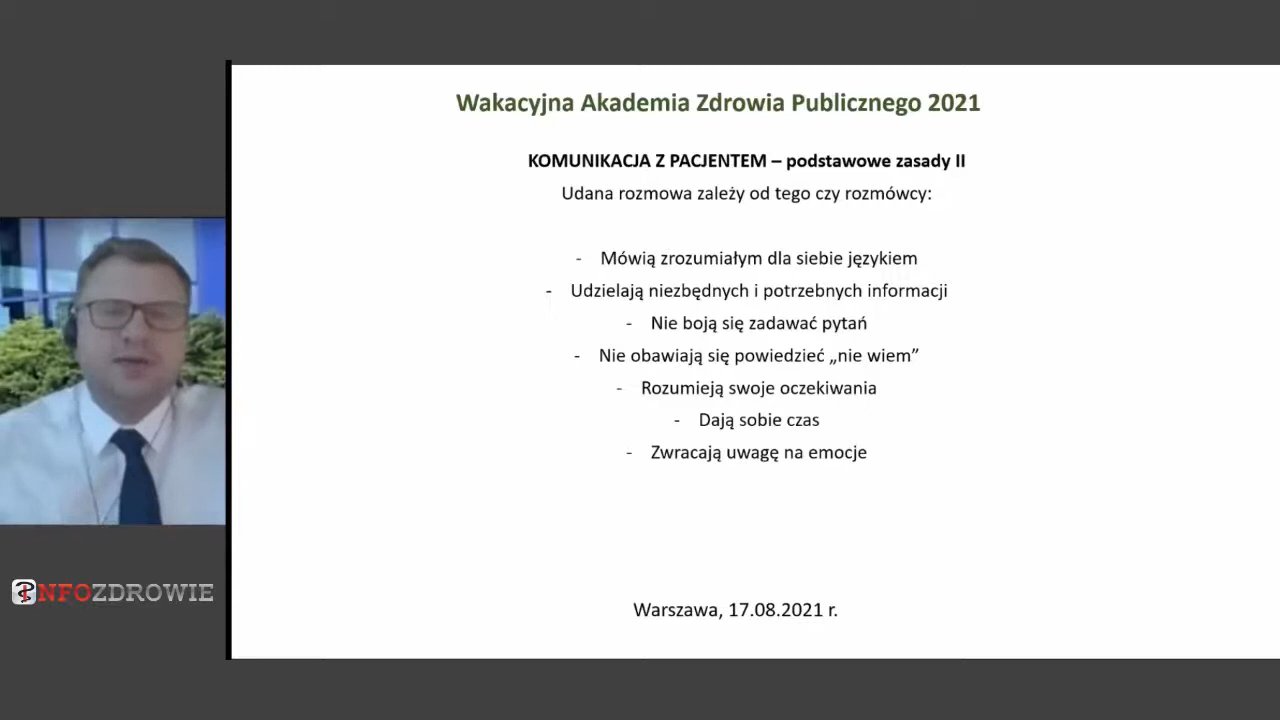 Wakacyjna Akademia Zdrowia Publicznego 2021
KOMUNIKACJA Z PACJENTEM – podstawowe zasady II
Udana rozmowa zależy od tego czy rozmówcy:
- Mówią zrozumiałym dla siebie językiem
- Udzielają niezbędnych i potrzebnych informacji
- Nie boją się zadawać pytań
- Nie obawiają się powiedzieć „nie wiem”
- Rozumieją swoje oczekiwania
- Dają sobie czas
- Zwracają uwagę na emocje
INFOZDROWIE
Warszawa, 17.08.2021 r.